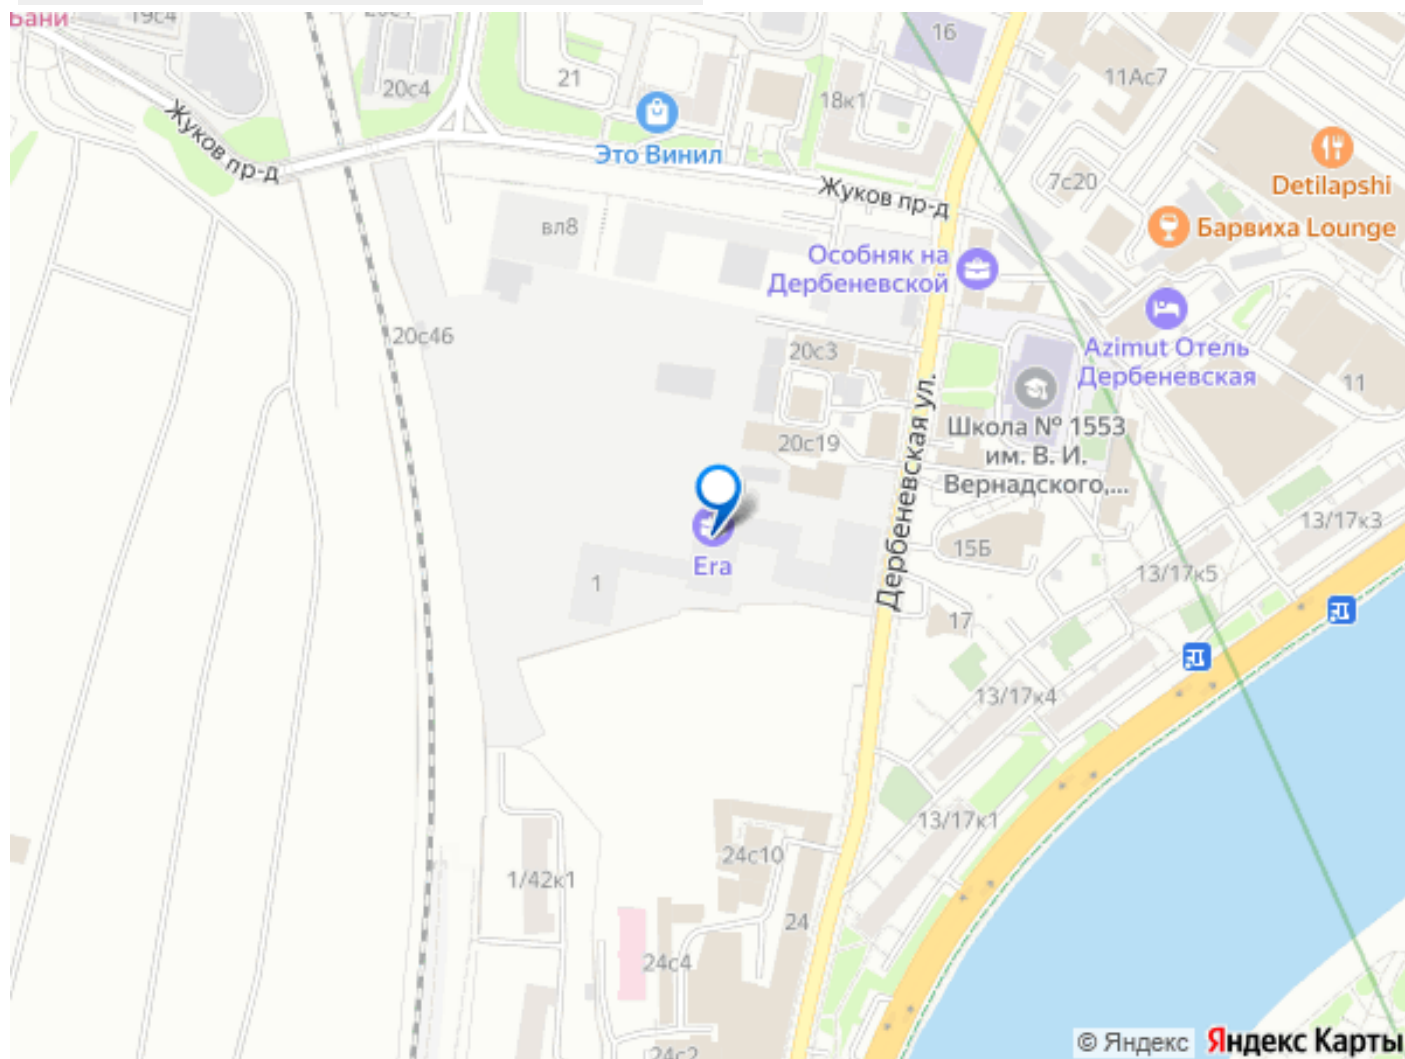 Бани
19с4
20с4
21
16
11Ас7
18к1
Жуков пр-д
Это Винил
7с20
Detilapshi
Жуков пр-д
Барвиха Lounge
вл8
Особняк на
Дербеневской
20с46
20с3
Azimut Отель
Дербеневская
11
Дербеневская ул.
Школа № 1553
им. В. И.
Вернадского,...
20с19
13/17к3
15Б
Era
1
13/17к5
17
13/17к4
13/17к1
24с10
1/42к1
24
24с4
24с2
© Яндекс
Яндекс Карты